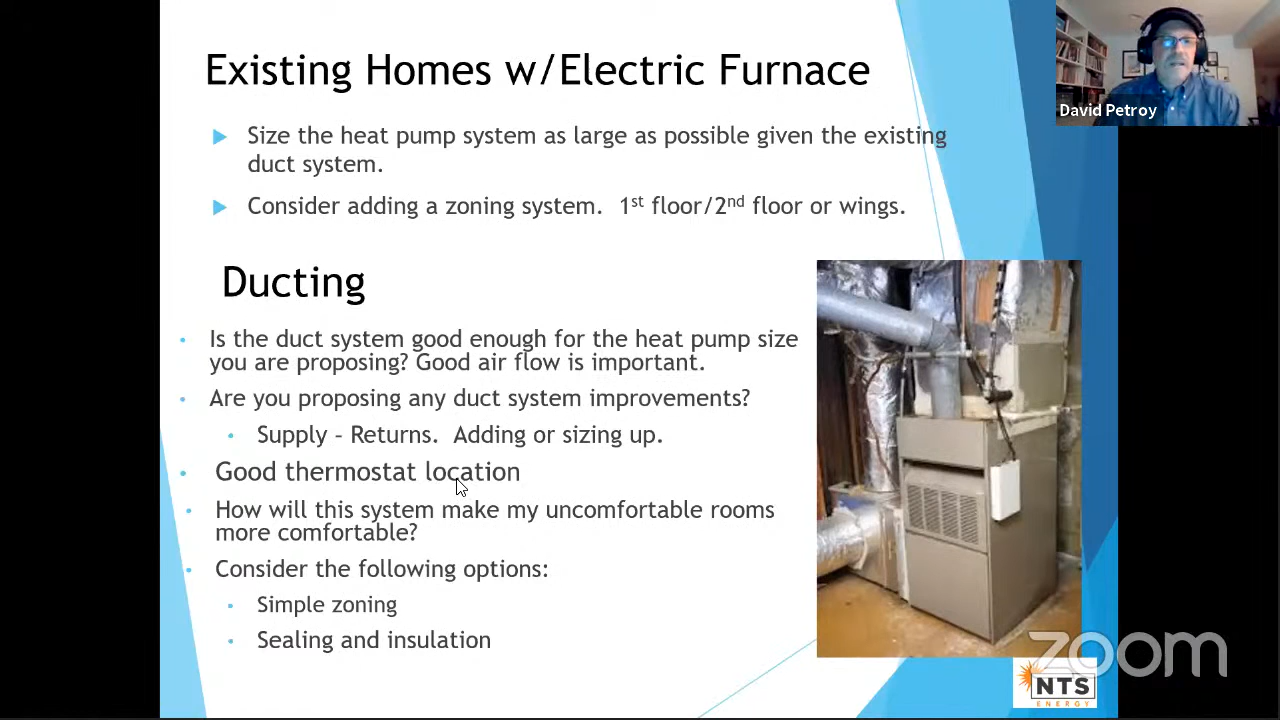 Existing Homes w/Electric Furnace
David Petroy
Size the heat pump system as large as possible given the existing
duct system.
Consider adding a zoning system.  1st floor/2nd floor or wings.
Ducting
Is the duct system good enough for the heat pump size
you are proposing? Good air flow is important.
Are you proposing any duct system improvements?
Supply – Returns.  Adding or sizing up.
Good thermostat location
How will this system make my uncomfortable rooms
more comfortable?
Consider the following options:
Simple zoning
Sealing and insulation
zoom
NTS
ENERGY